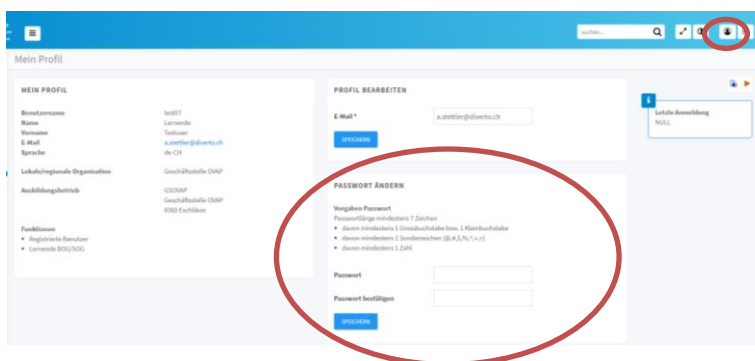 suchen...
Mein Profil
MEIN PROFIL
Benutzername test07
Name Lernende
Vorname Testuser
E-Mail a.stettler@diverto.ch
Sprache de-CH
Lokale/regionale Organisation Geschäftsstelle OVAP
Ausbildungsbetrieb GSOVAP
Geschäftsstelle OVAP
8360 Eschlikon
Funktionen
Registrierte Benutzer
Lernende BOG/SOG
PROFIL BEARBEITEN
E-Mail * a.stettler@diverto.ch
SPEICHERN
PASSWORT ÄNDERN
Vorgaben Passwort
Passwortlänge mindestens 7 Zeichen
davon mindestens 1 Grossbuchstabe bzw. 1 Kleinbuchstabe
davon mindestens 1 Sonderzeichen
davon mindestens 1 Zahl
Passwort
Passwort bestätigen
SPEICHERN
Letzte Anmeldung
NULL